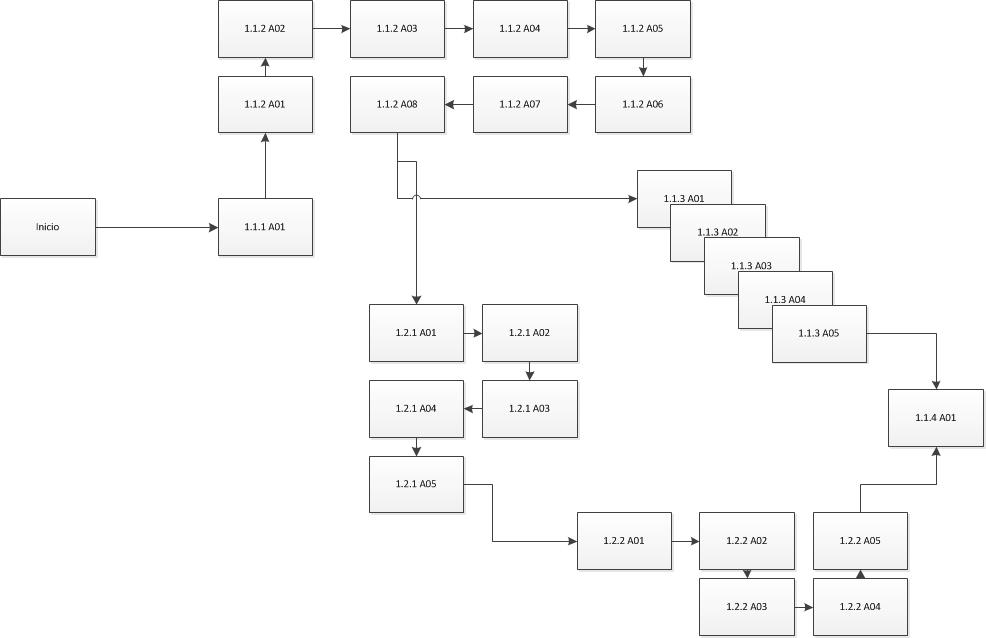 1.1.2 A02
1.1.2 A03
1.1.2 A04
1.1.2 A05
1.1.2 A01
1.1.2 A08
1.1.2 A07
1.1.2 A06
Inicio
1.1.1 A01
1.1.3 A01
1.1.3 A02
1.1.3 A03
1.1.3 A04
1.1.3 A05
1.2.1 A01
1.2.1 A02
1.2.1 A04
1.2.1 A03
1.1.4 A01
1.2.1 A05
1.2.2 A01
1.2.2 A02
1.2.2 A05
1.2.2 A03
1.2.2 A04